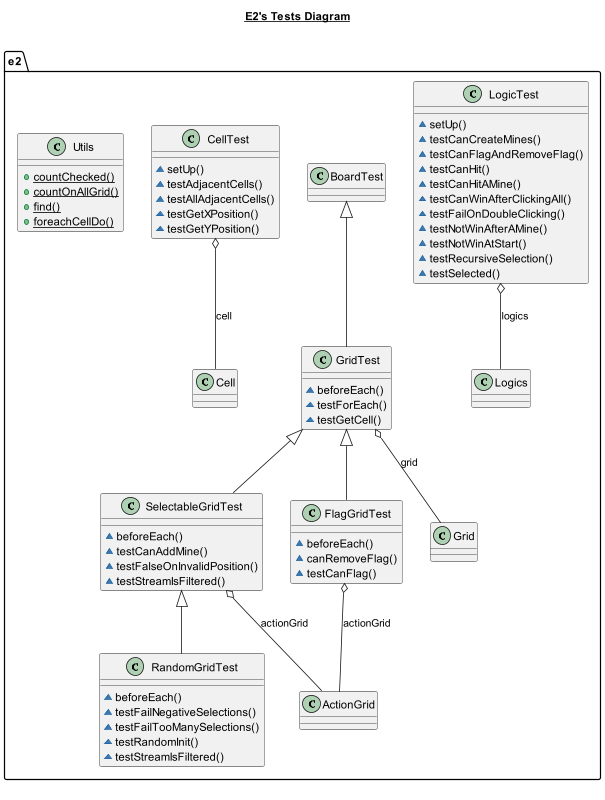 E2's Tests Diagram
e2
C LogicTest
setUp()
testCanCreateMines()
testCanFlagAndRemoveFlag()
testCanHit()
testCanHitAMine()
testCanWinAfterClickingAll()
testFailOnDoubleClicking()
testNotWinAfterAMine()
testNotWinAtStart()
testRecursiveSelection()
testSelected()
C Utils
countChecked()
countOnAllGrid()
find()
foreachCellDo()
C CellTest
setUp()
testAdjacentCells()
testAllAdjacentCells()
testGetXPosition()
testGetYPosition()
C BoardTest
cell
logics
C Cell
C GridTest
beforeEach()
testForEach()
testGetCell()
C Logics
grid
C SelectableGridTest
beforeEach()
testCanAddMine()
testFalseOnInvalidPosition()
testStreamIsFiltered()
C FlagGridTest
beforeEach()
canRemoveFlag()
testCanFlag()
C Grid
actionGrid
actionGrid
C RandomGridTest
beforeEach()
testFailNegativeSelections()
testFailTooManySelections()
testRandomInit()
testStreamIsFiltered()
C ActionGrid